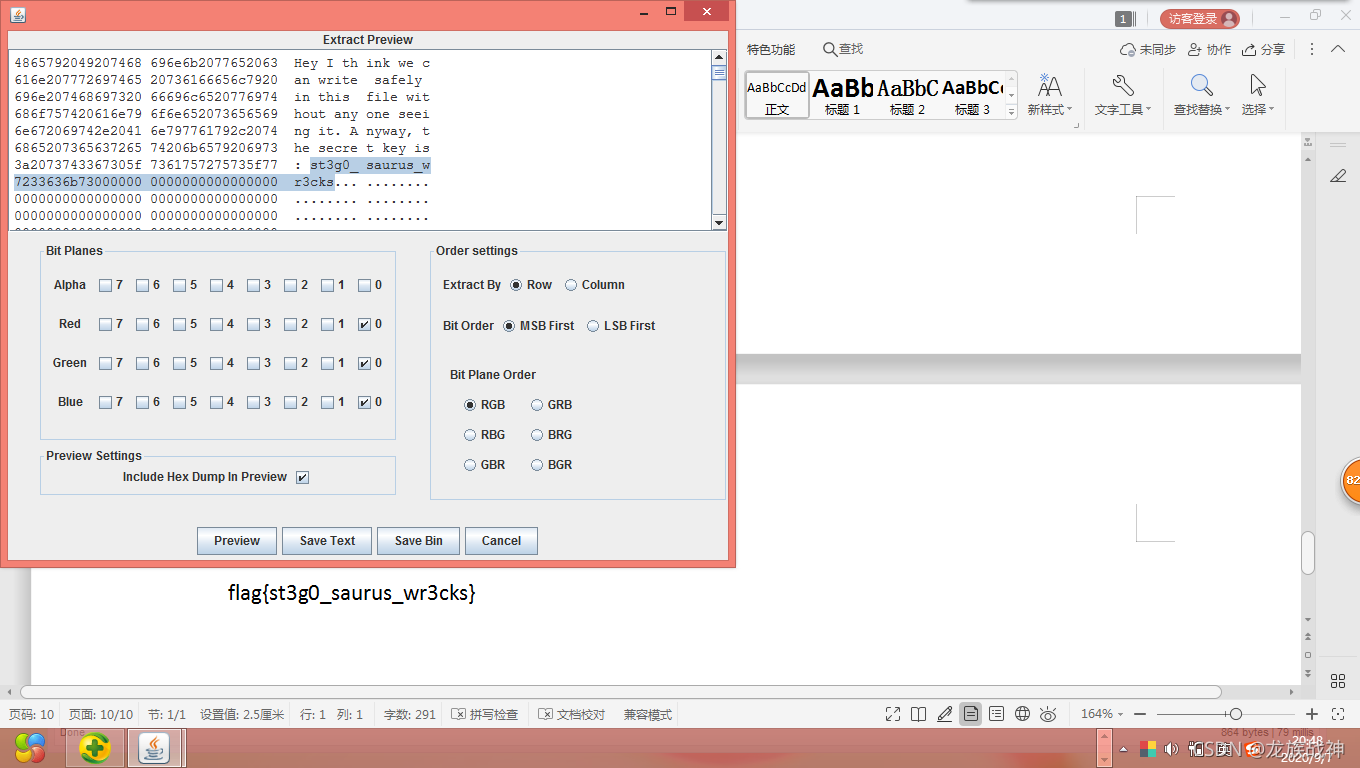 Extract Preview
4865792049207468 696e6b2077652063 Hey I th ink we c
616e207772697465 20736166656c7920 an write  safely
696e207468697320 66696c6520776974 in this  file wit
686f757420616e79 6f6e652073656569 hout any one seei
6e672069742e2041 6e797761792c2074 ng it. A nyway, t
6865207365637265 74206b6579206973 he secre t key is
3a2073743367305f 7361757275735f77 : st3g0_ saurus_w
7233636b73000000 0000000000000000 r3cks... ........
0000000000000000 0000000000000000 ........ ........
0000000000000000 0000000000000000 ........ ........
Bit Planes
Alpha 7 6 5 4 3 2 1 0
Red 7 6 5 4 3 2 1 0
Green 7 6 5 4 3 2 1 0
Blue 7 6 5 4 3 2 1 0
Preview Settings
Include Hex Dump In Preview
Order settings
Extract By Row Column
Bit Order MSB First LSB First
Bit Plane Order
RGB GRB
RBG BRG
GBR BGR
Preview Save Text Save Bin Cancel
1 访客登录
特色功能 查找 未同步 协作 分享
AaBbCcDd AaBb AaBbC AaBbC
正文 标题 1 标题 2 标题 3 新样式 文字工具 查找替换 选择
82
flag{st3g0_saurus_wr3cks}
页码: 10 页面: 10/10 节: 1/1 设置值: 2.5厘米 行: 1 列: 1 字数: 291 拼写检查 文档校对 兼容模式 164%
Done
864 bytes | 79 millis
20:48
CSDN @龙族战神